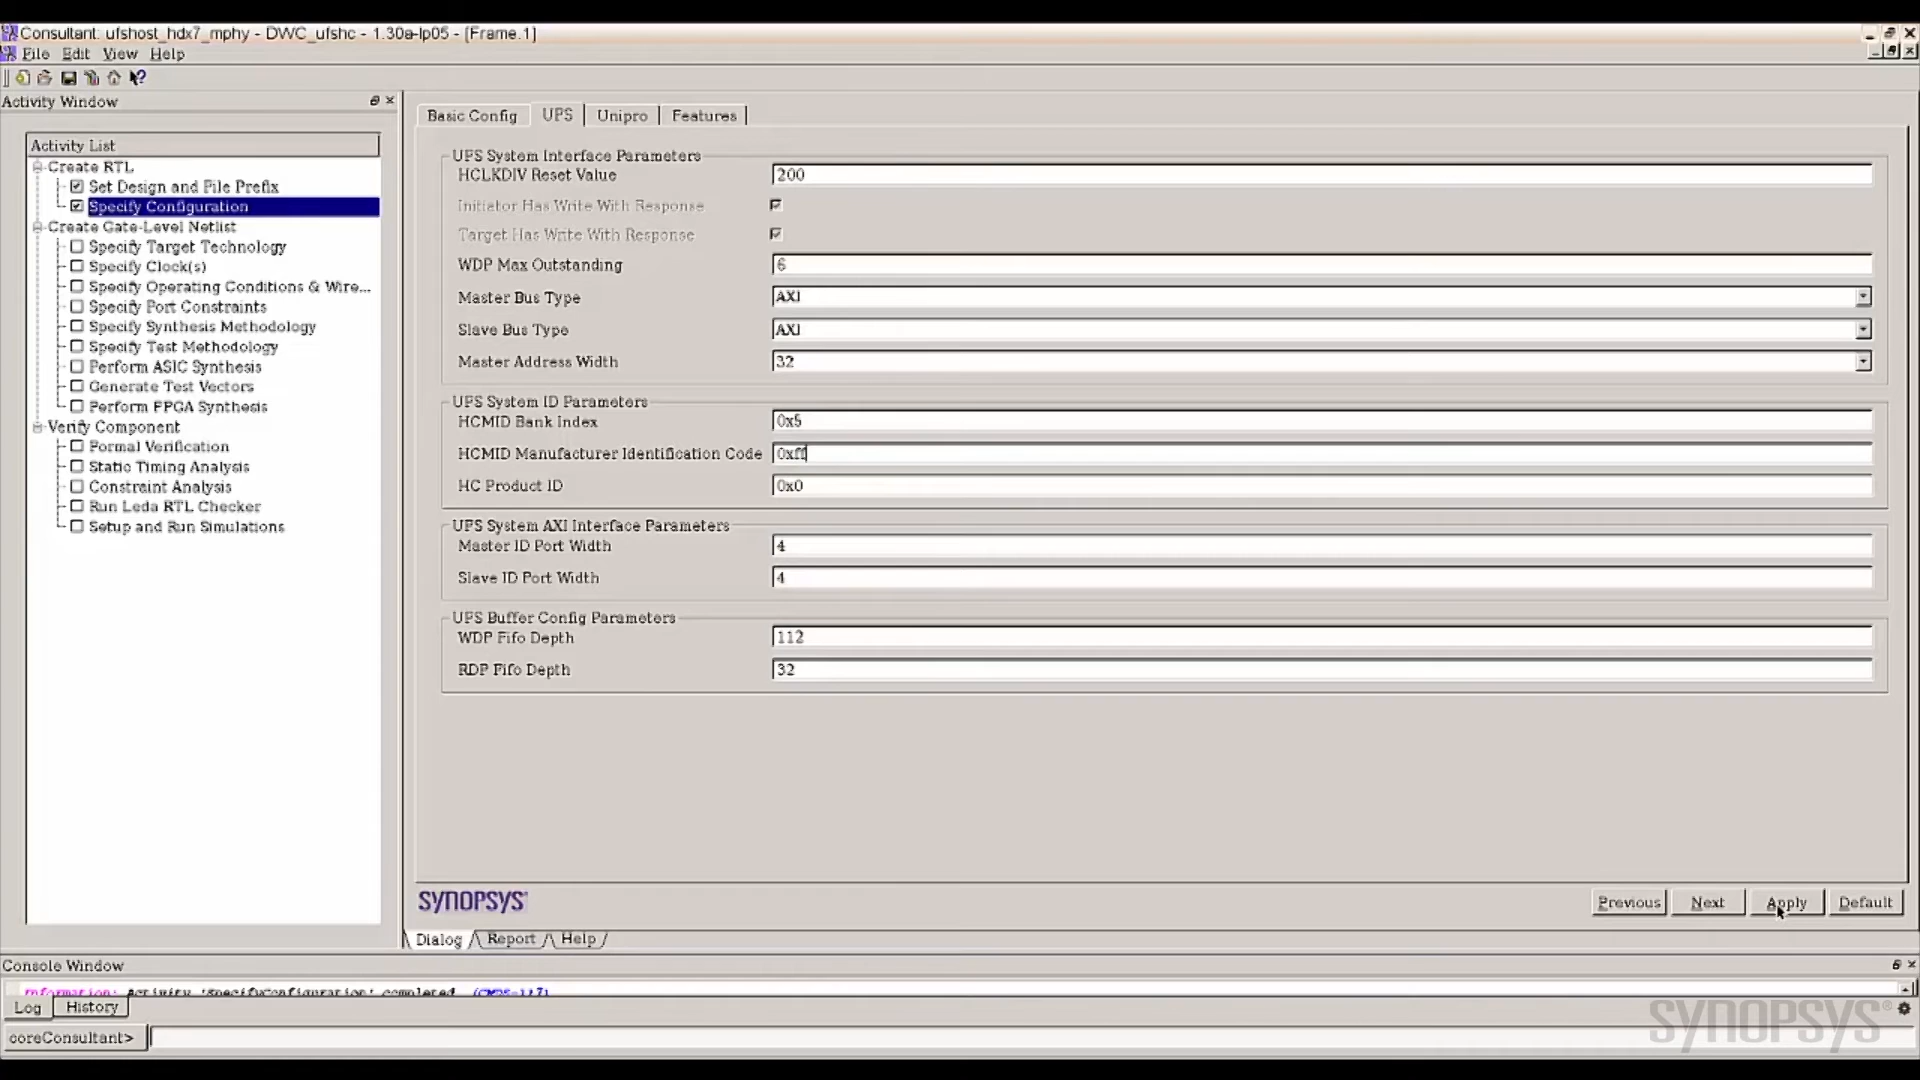 Consultant: ufshost_hdx7_mphy - DWC_ufshc - 1.30a-lp05 - [Frame.1]
File Edit View Help
Activity Window
Activity List
Create RTL
Set Design and File Prefix
Specify Configuration
Create Gate-Level Netlist
Specify Target Technology
Specify Clock(s)
Specify Operating Conditions & Wire...
Specify Port Constraints
Specify Synthesis Methodology
Specify Test Methodology
Perform ASIC Synthesis
Generate Test Vectors
Perform FPGA Synthesis
Verify Component
Formal Verification
Static Timing Analysis
Constraint Analysis
Run Leda RTL Checker
Setup and Run Simulations
Basic Config UFS Unipro Features
UFS System Interface Parameters
HCLKDIV Reset Value 200
Initiator Has Write With Response
Target Has Write With Response
WDP Max Outstanding 6
Master Bus Type AXI
Slave Bus Type AXI
Master Address Width 32
UFS System ID Parameters
HCMID Bank Index 0x5
HCMID Manufacturer Identification Code 0xff
HC Product ID 0x0
UFS System AXI Interface Parameters
Master ID Port Width 4
Slave ID Port Width 4
UFS Buffer Config Parameters
WDP Fifo Depth 112
RDP Fifo Depth 32
SYNOPSYS
Previous Next Apply Default
Dialog Report Help
Console Window
Information: Activity 'SpecifyConfiguration' completed. (CMDS-117)
Log History
coreConsultant>
SYNOPSYS®